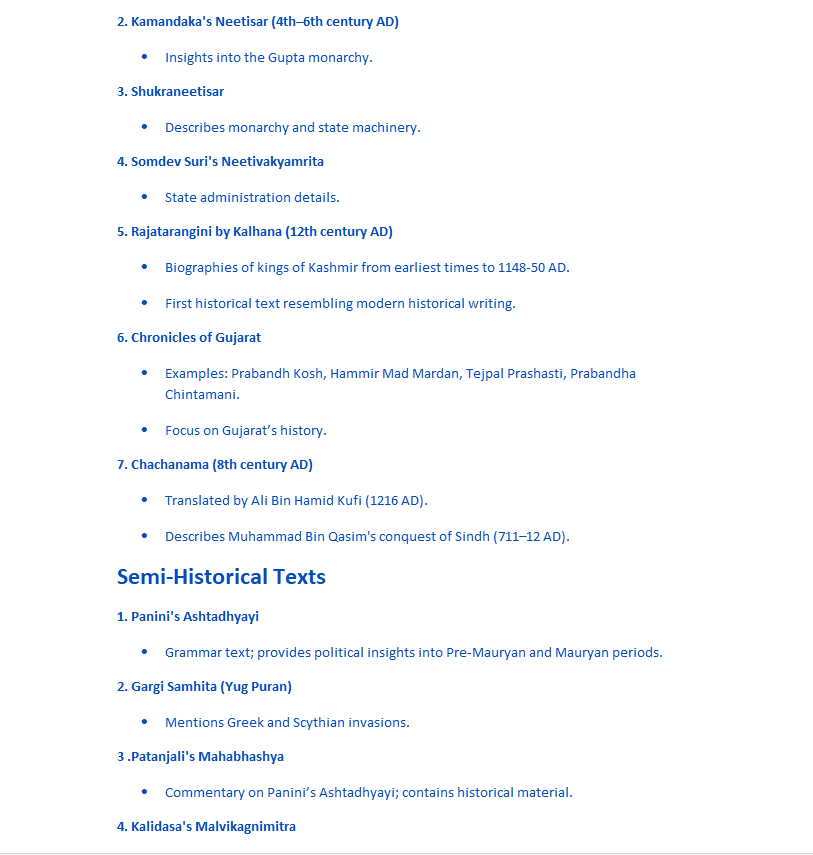 2. Kamandaka's Neetisar (4th–6th century AD)
• Insights into the Gupta monarchy.
3. Shukraneetisar
• Describes monarchy and state machinery.
4. Somdev Suri's Neetivakyamrita
• State administration details.
5. Rajatarangini by Kalhana (12th century AD)
• Biographies of kings of Kashmir from earliest times to 1148-50 AD.
• First historical text resembling modern historical writing.
6. Chronicles of Gujarat
• Examples: Prabandh Kosh, Hammir Mad Mardan, Tejpal Prashasti, Prabandha
Chintamani.
• Focus on Gujarat’s history.
7. Chachanama (8th century AD)
• Translated by Ali Bin Hamid Kufi (1216 AD).
• Describes Muhammad Bin Qasim's conquest of Sindh (711–12 AD).
Semi-Historical Texts
1. Panini's Ashtadhyayi
• Grammar text; provides political insights into Pre-Mauryan and Mauryan periods.
2. Gargi Samhita (Yug Puran)
• Mentions Greek and Scythian invasions.
3 .Patanjali's Mahabhashya
• Commentary on Panini’s Ashtadhyayi; contains historical material.
4. Kalidasa's Malvikagnimitra